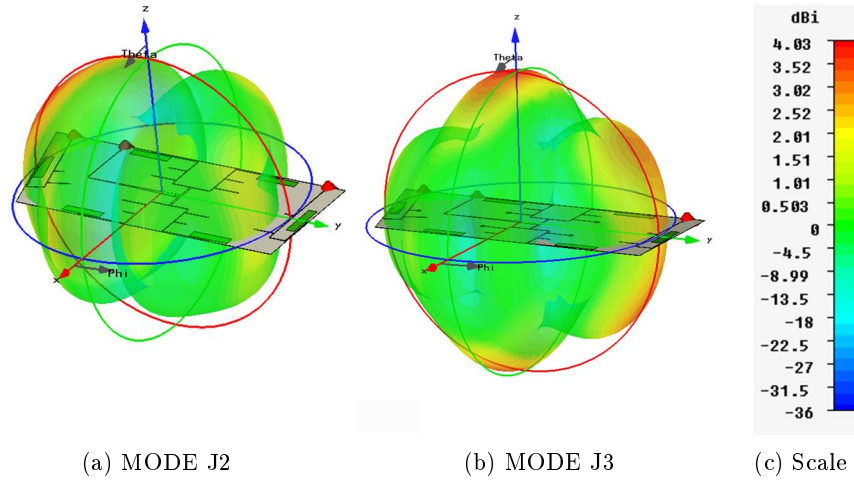 z
Theta
y
x
Phi
z
Theta
y
x
Phi
dBi
4.03
3.52
3.02
2.52
2.01
1.51
1.01
0.503
0
-4.5
-8.99
-13.5
-18
-22.5
-27
-31.5
-36
(a) MODE J2
(b) MODE J3
(c) Scale